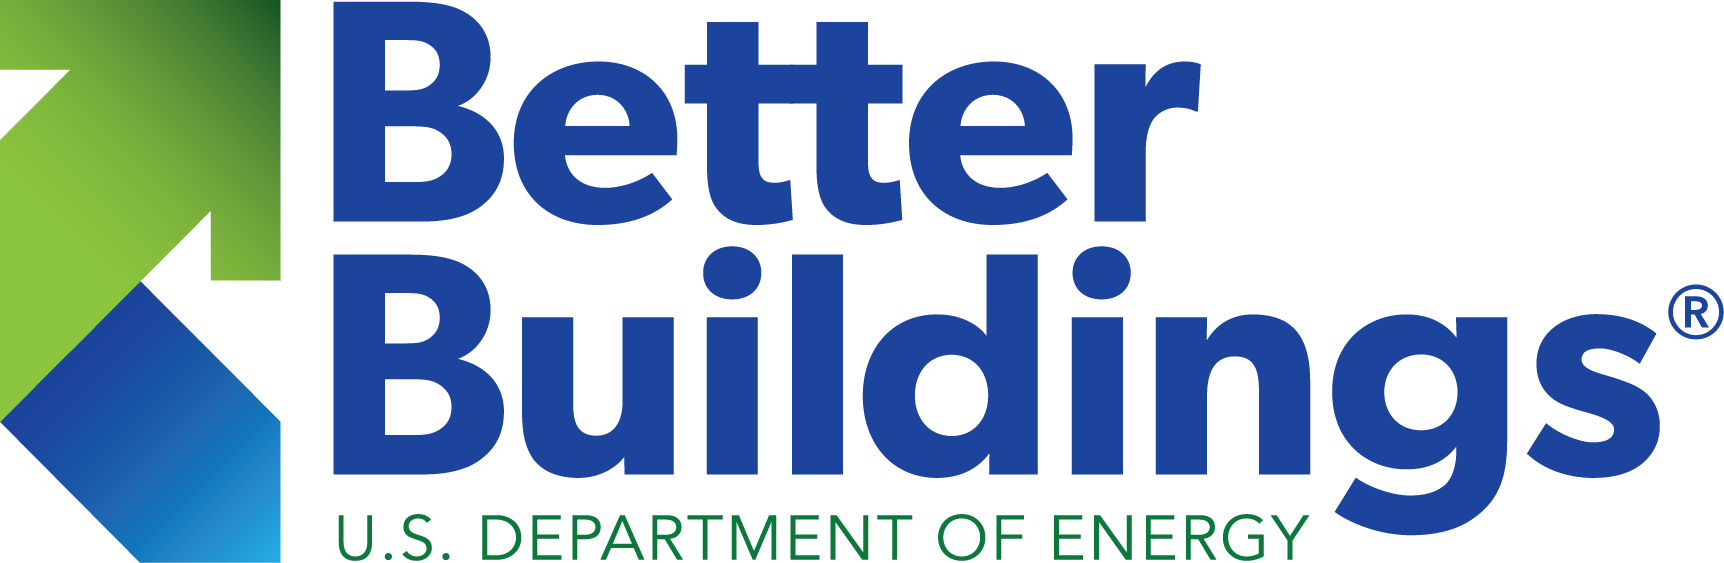 Better
Buildings®
U.S. DEPARTMENT OF ENERGY